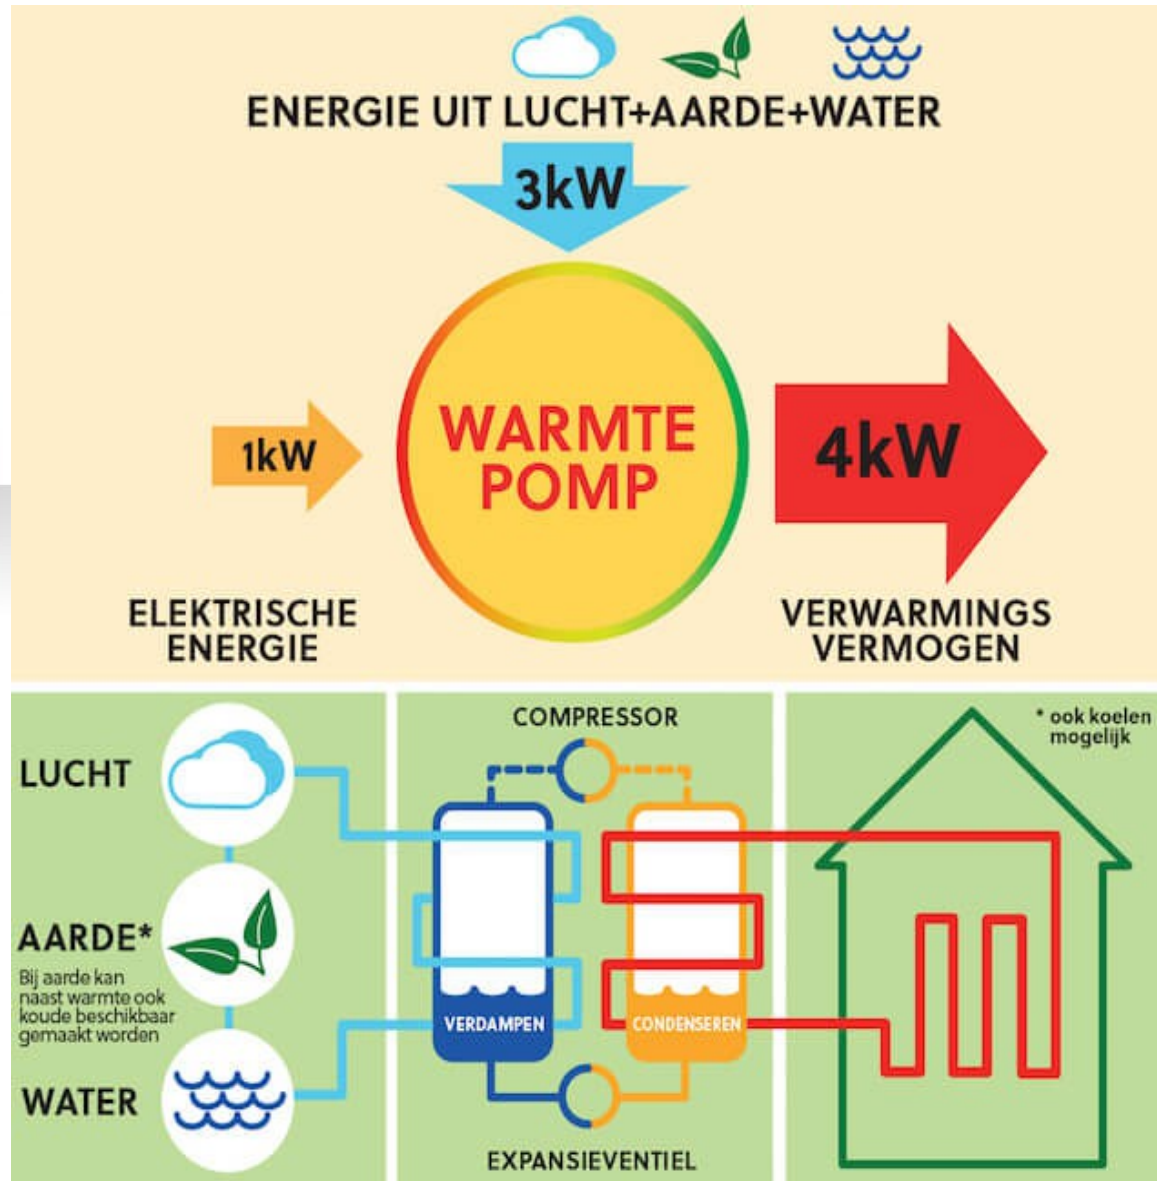 ENERGIE UIT LUCHT+AARDE+WATER
3kW
1kW
WARMTE
POMP
4kW
ELEKTRISCHE
ENERGIE
VERWARMINGS
VERMOGEN
LUCHT
AARDE*
Bij aarde kan
naast warmte ook
koude beschikbaar
gemaakt worden
WATER
COMPRESSOR
VERDAMPEN
CONDENSEREN
EXPANSIEVENTIEL
* ook koelen
mogelijk